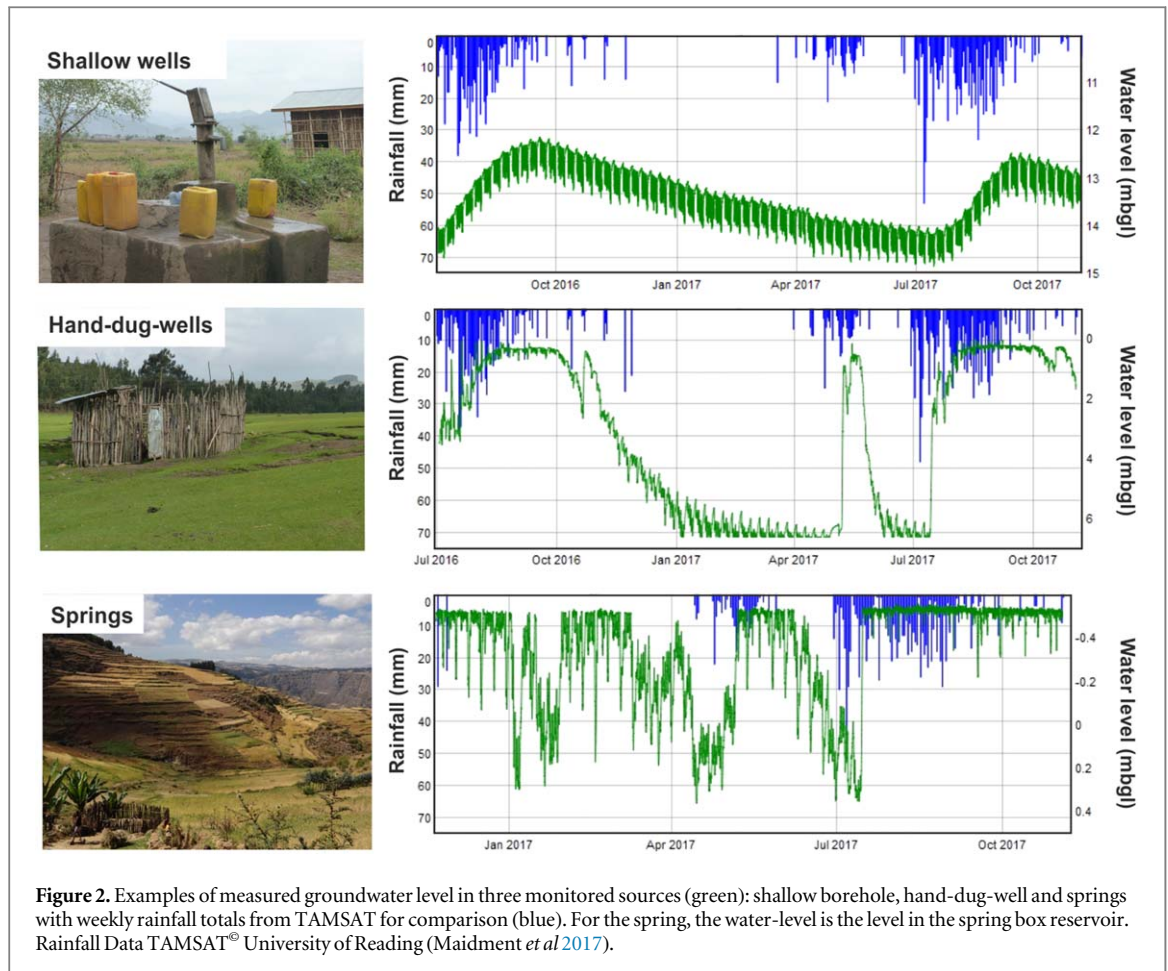 Shallow wells
0
10
20
30
40
50
60
70
Rainfall (mm)
11
12
13
14
15
Water level (mbgl)
Oct 2016 Jan 2017 Apr 2017 Jul 2017 Oct 2017
Hand-dug-wells
0
10
20
30
40
50
60
70
Rainfall (mm)
0
2
4
6
Water level (mbgl)
Jul 2016 Oct 2016 Jan 2017 Apr 2017 Jul 2017 Oct 2017
Springs
0
10
20
30
40
50
60
70
Rainfall (mm)
-0.4
-0.2
0
0.2
0.4
Water level (mbgl)
Jan 2017 Apr 2017 Jul 2017 Oct 2017
Figure 2. Examples of measured groundwater level in three monitored sources (green): shallow borehole, hand-dug-well and springs
with weekly rainfall totals from TAMSAT for comparison (blue). For the spring, the water-level is the level in the spring box reservoir.
Rainfall Data TAMSAT© University of Reading (Maidment et al 2017).